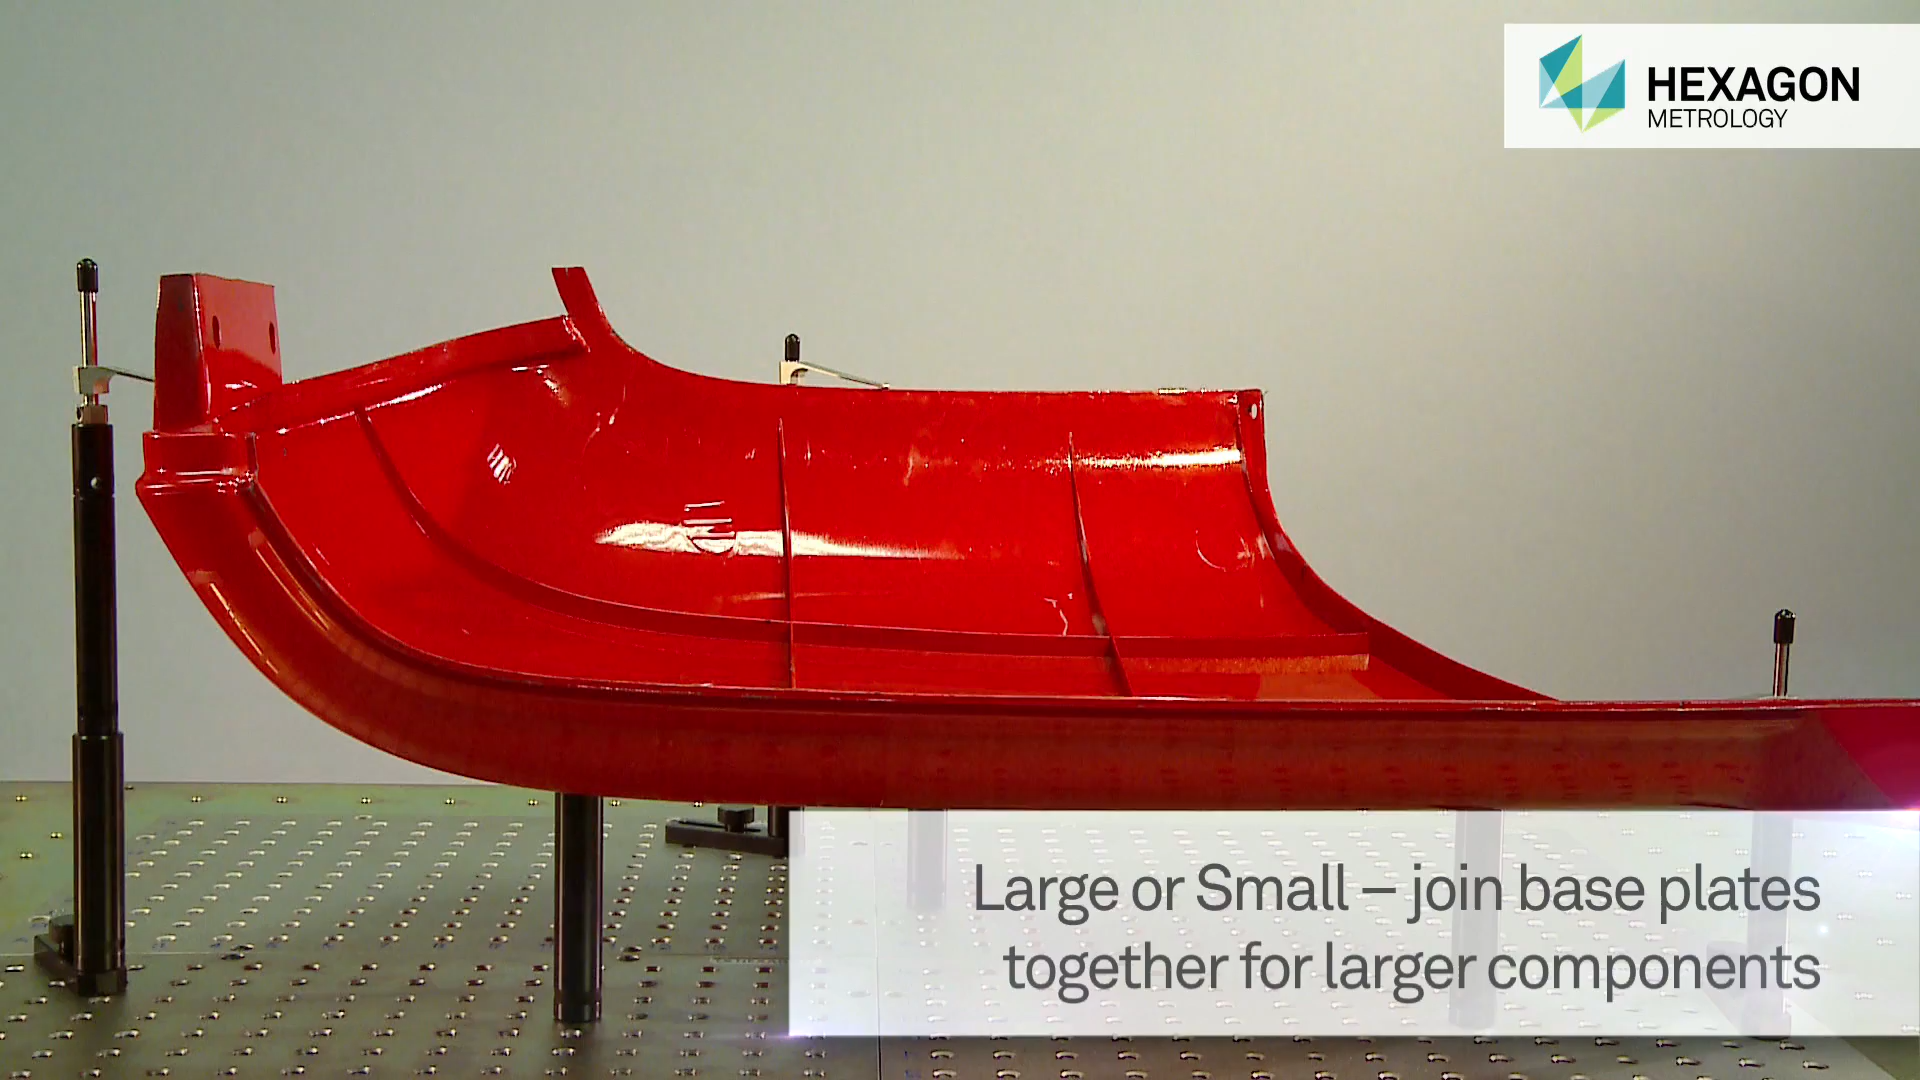 HEXAGON
METROLOGY
Large or Small – join base plates
together for larger components